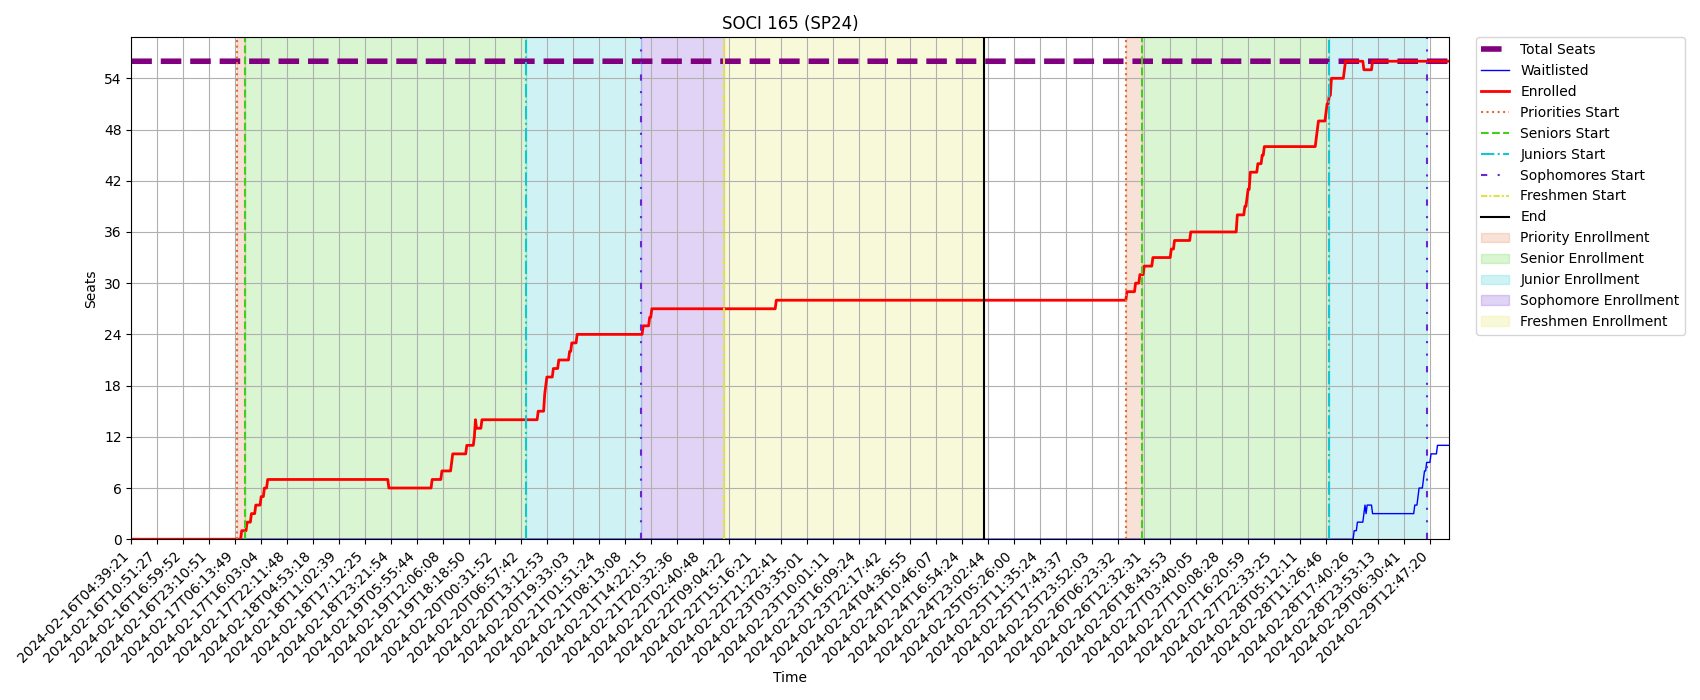 SOCI 165 (SP24)
Seats
54
48
42
36
30
24
18
12
6
0
2024-02-16T04:39:21
2024-02-16T10:51:27
2024-02-16T16:59:52
2024-02-16T23:10:51
2024-02-17T06:13:49
2024-02-17T16:03:04
2024-02-17T22:11:48
2024-02-18T04:53:18
2024-02-18T11:02:39
2024-02-18T17:12:25
2024-02-18T23:21:54
2024-02-19T05:55:44
2024-02-19T12:06:08
2024-02-19T18:18:50
2024-02-20T00:31:52
2024-02-20T06:57:42
2024-02-20T13:12:53
2024-02-20T19:33:03
2024-02-21T01:51:24
2024-02-21T08:13:09
2024-02-21T14:22:15
2024-02-21T20:32:36
2024-02-22T02:40:48
2024-02-22T09:04:22
2024-02-22T15:16:21
2024-02-22T21:22:41
2024-02-23T03:35:01
2024-02-23T10:01:11
2024-02-23T16:09:24
2024-02-23T22:17:42
2024-02-24T04:36:55
2024-02-24T10:46:07
2024-02-24T16:54:24
2024-02-24T23:02:44
2024-02-25T05:26:00
2024-02-25T11:35:24
2024-02-25T17:43:37
2024-02-25T23:52:03
2024-02-26T06:23:32
2024-02-26T12:32:31
2024-02-26T18:43:53
2024-02-27T03:40:05
2024-02-27T10:08:28
2024-02-27T16:20:59
2024-02-27T22:33:25
2024-02-28T05:12:11
2024-02-28T11:26:46
2024-02-28T17:40:26
2024-02-28T23:53:13
2024-02-29T06:30:41
2024-02-29T12:47:20
Time
Total Seats
Waitlisted
Enrolled
Priorities Start
Seniors Start
Juniors Start
Sophomores Start
Freshmen Start
End
Priority Enrollment
Senior Enrollment
Junior Enrollment
Sophomore Enrollment
Freshmen Enrollment